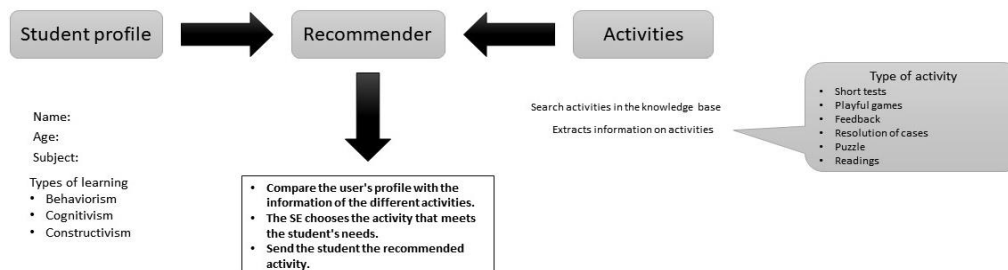 Student profile
Recommender
Activities
Name:
Age:
Subject:
Types of learning
• Behaviorism
• Cognitivism
• Constructivism
• Compare the user's profile with the
information of the different activities.
• The SE chooses the activity that meets
the student's needs.
• Send the student the recommended
activity.
Search activities in the knowledge base
Extracts information on activities
Type of activity
• Short tests
• Playful games
• Feedback
• Resolution of cases
• Puzzle
• Readings